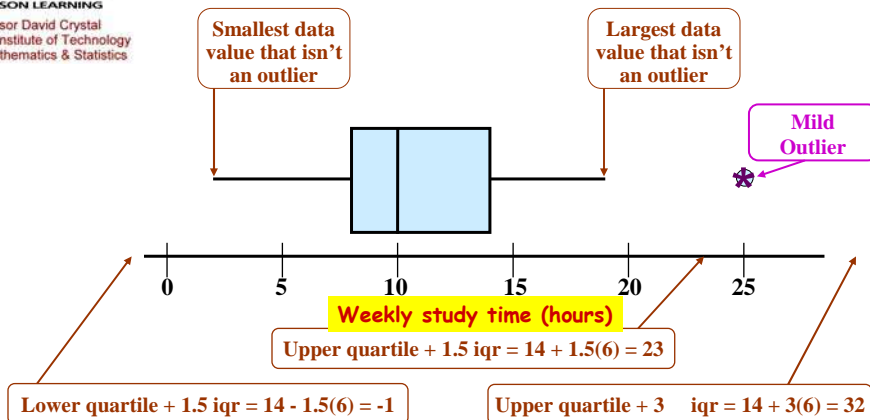 SON LEARNING
sor David Crystal
nstitute of Technology
thematics & Statistics
Smallest data
value that isn't
an outlier
Largest data
value that isn't
an outlier
Mild
Outlier
*
0 5 10 15 20 25
Weekly study time (hours)
Upper quartile + 1.5 iqr = 14 + 1.5(6) = 23
Lower quartile + 1.5 iqr = 14 - 1.5(6) = -1
Upper quartile + 3 iqr = 14 + 3(6) = 32